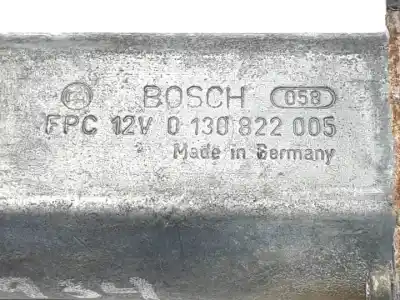 BOSCH 058
FPC 12V 0 130 822 005
Made in Germany